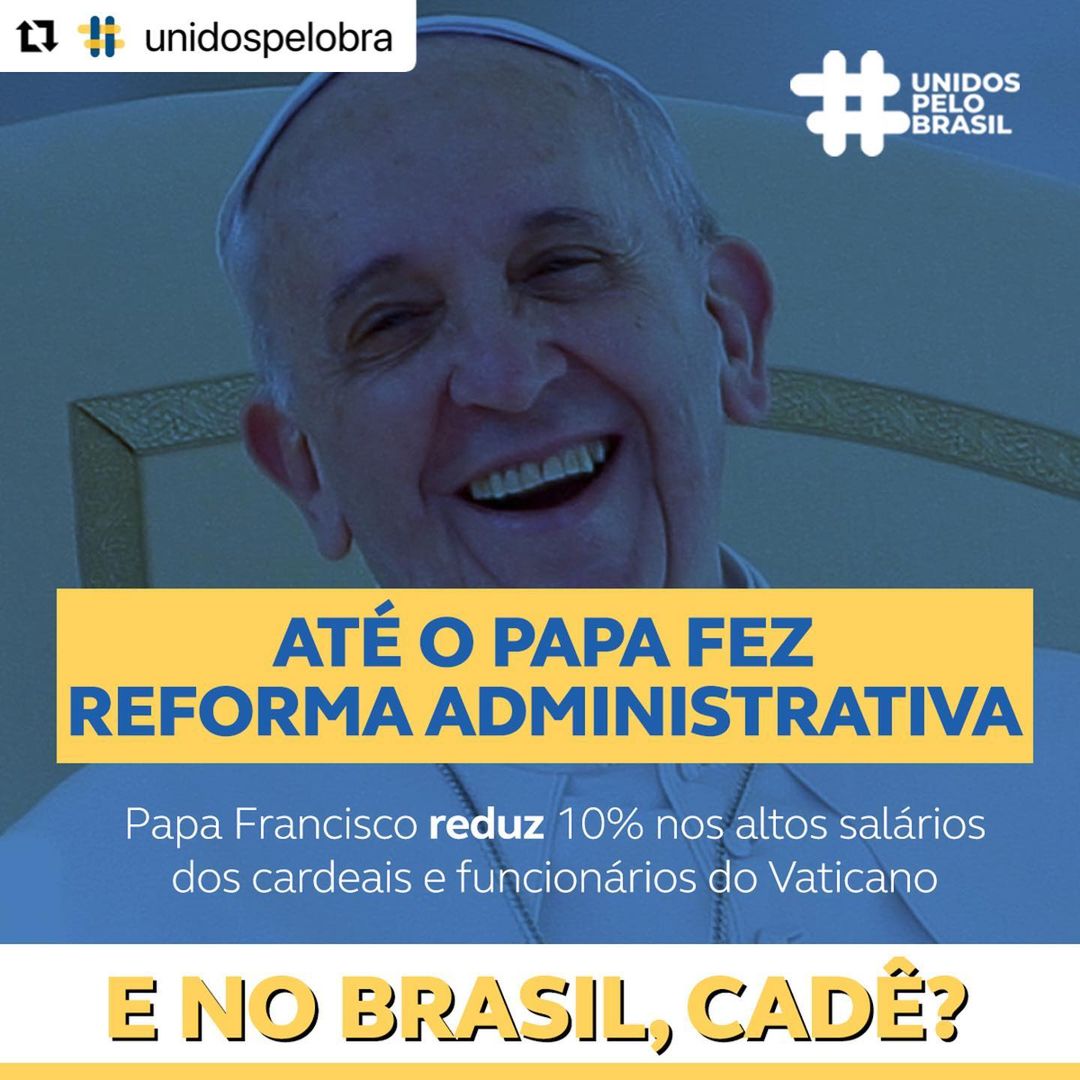 unidospelobra
UNIDOS
PELO
BRASIL
ATÉ O PAPA FEZ
REFORMA ADMINISTRATIVA
Papa Francisco reduz 10% nos altos salários
dos cardeais e funcionários do Vaticano
E NO BRASIL, CADÊ?